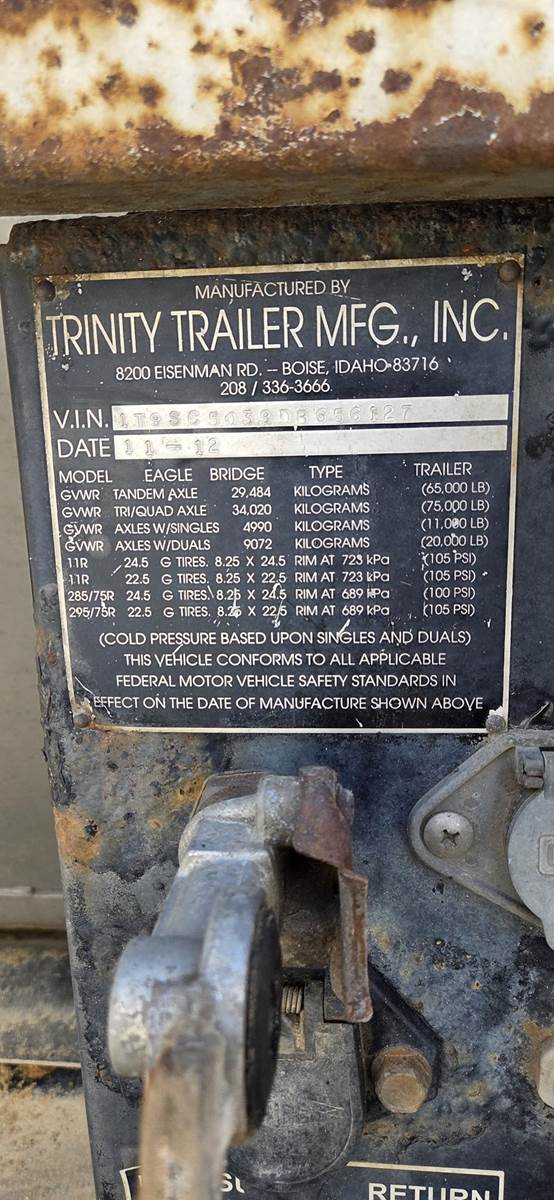 MANUFACTURED BY
TRINITY TRAILER MFG., INC.
8200 EISENMAN RD. – BOISE, IDAHO 83716
208 / 336-3666
V.I.N.
DATE 11-12
MODEL EAGLE BRIDGE TYPE TRAILER
GVWR TANDEM AXLE 29,484 KILOGRAMS (65,000 LB)
GVWR TRI/QUAD AXLE 34,020 KILOGRAMS (75,000 LB)
GVWR AXLES W/SINGLES 4990 KILOGRAMS (11,000 LB)
GVWR AXLES W/DUALS 9072 KILOGRAMS (20,000 LB)
11R 24.5 G TIRES. 8.25 X 24.5 RIM AT 723 kPa (105 PSI)
11R 22.5 G TIRES. 8.25 X 22.5 RIM AT 723 kPa (105 PSI)
285/75R 24.5 G TIRES. 8.25 X 24.5 RIM AT 689 kPa (100 PSI)
295/75R 22.5 G TIRES. 8.25 X 22.5 RIM AT 689 kPa (105 PSI)
(COLD PRESSURE BASED UPON SINGLES AND DUALS)
THIS VEHICLE CONFORMS TO ALL APPLICABLE
FEDERAL MOTOR VEHICLE SAFETY STANDARDS IN
EFFECT ON THE DATE OF MANUFACTURE SHOWN ABOVE
RETURN